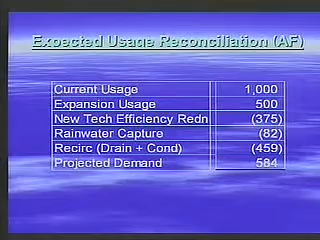 Expected Usage Reconciliation (AF)
Current Usage 1,000
Expansion Usage 500
New Tech Efficiency Redn (375)
Rainwater Capture (82)
Recirc (Drain + Cond) (459)
Projected Demand 584